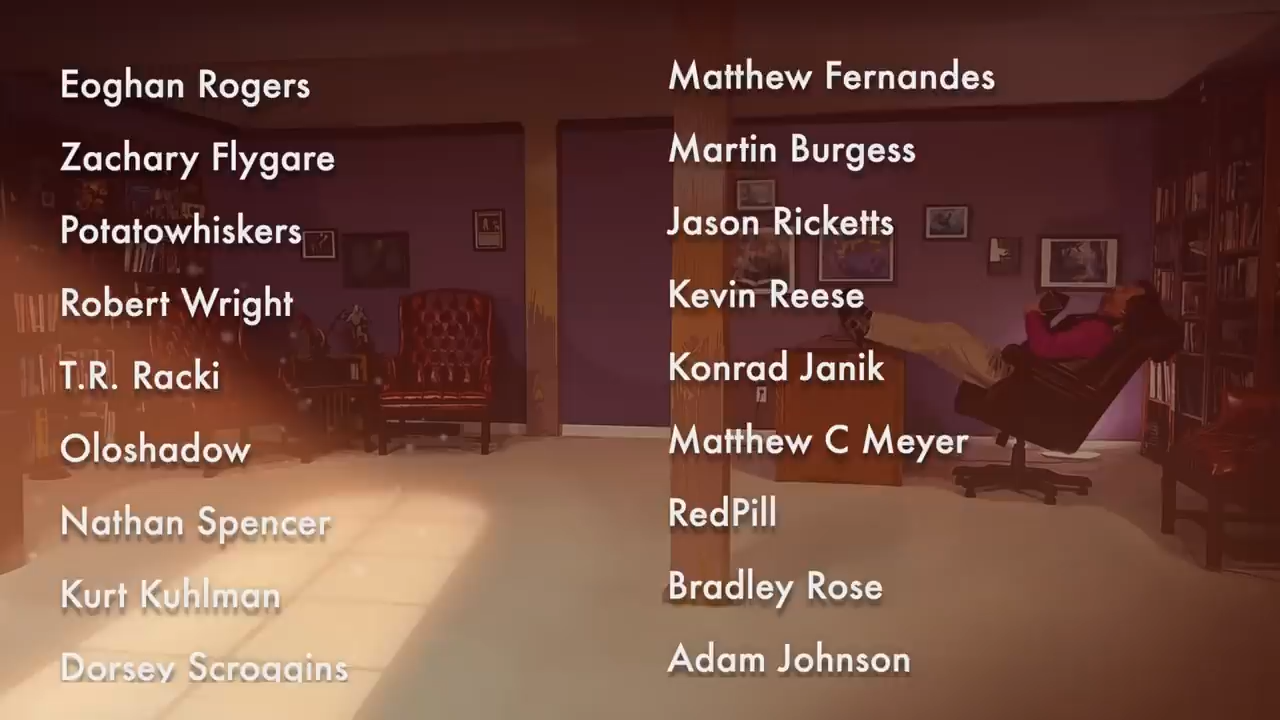 Eoghan Rogers
Zachary Flygare
Potatowhiskers
Robert Wright
T.R. Racki
Oloshadow
Nathan Spencer
Kurt Kuhlman
Dorsey Scroggins
Matthew Fernandes
Martin Burgess
Jason Ricketts
Kevin Reese
Konrad Janik
Matthew C Meyer
RedPill
Bradley Rose
Adam Johnson